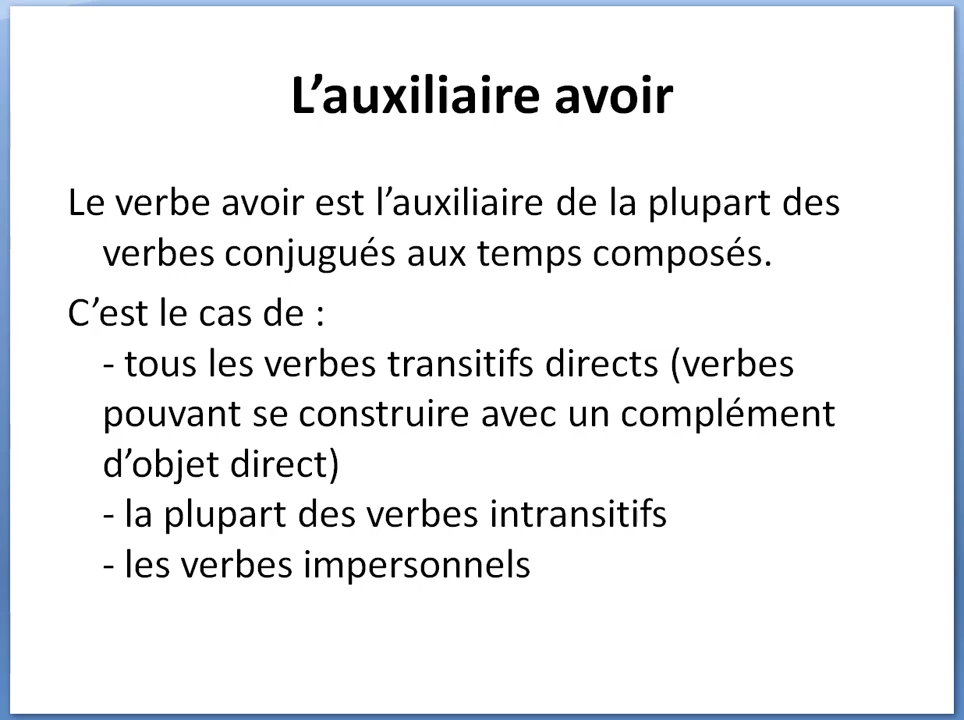 L’auxiliaire avoir
Le verbe avoir est l’auxiliaire de la plupart des
verbes conjugués aux temps composés.
C’est le cas de :
- tous les verbes transitifs directs (verbes
pouvant se construire avec un complément
d’objet direct)
- la plupart des verbes intransitifs
- les verbes impersonnels